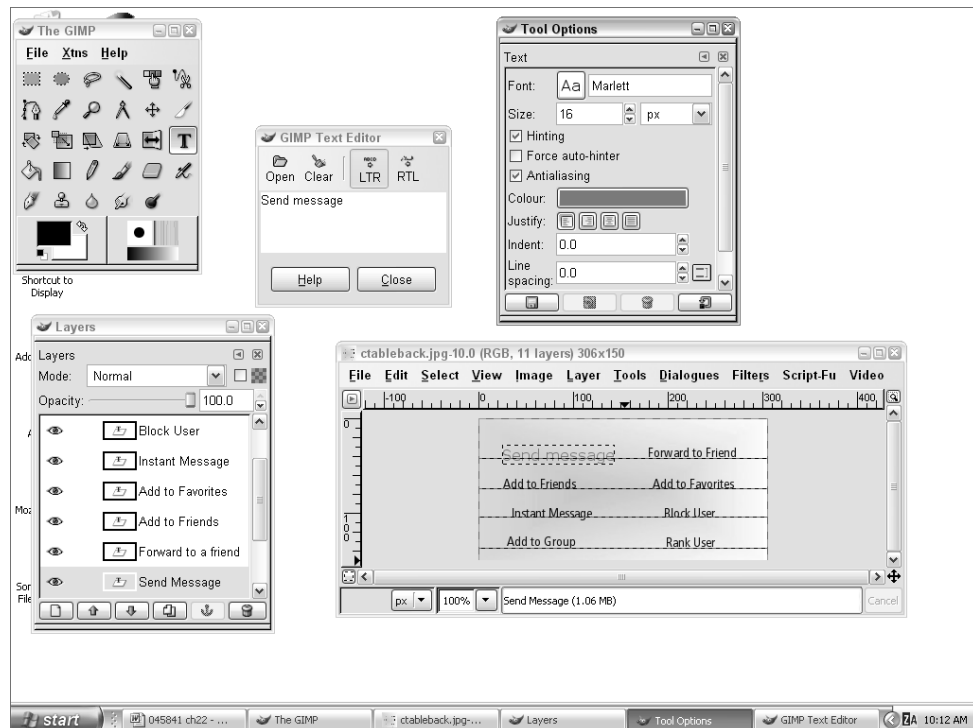 The GIMP
File Xtns Help
Shortcut to
Display
GIMP Text Editor
Open Clear LTR RTL
Send message
Help Close
Tool Options
Text
Font: Aa Marlett
Size: 16 px
Hinting
Force auto-hinter
Antialiasing
Colour:
Justify:
Indent: 0.0
Line
spacing: 0.0
Layers
Layers
Mode: Normal
Opacity: 100.0
Block User
Instant Message
Add to Favorites
Add to Friends
Forward to a friend
Send Message
ctableback.jpg-10.0 (RGB, 11 layers) 306x150
File Edit Select View Image Layer Tools Dialogues Filters Script-Fu Video
-100 0 100 200 300 400
0
100
Send message Forward to Friend
Add to Friends Add to Favorites
Instant Message Block User
Add to Group Rank User
px 100% Send Message (1.06 MB) Cancel
start 045841 ch22 - ... The GIMP ctableback.jpg-... Layers Tool Options GIMP Text Editor 10:12 AM